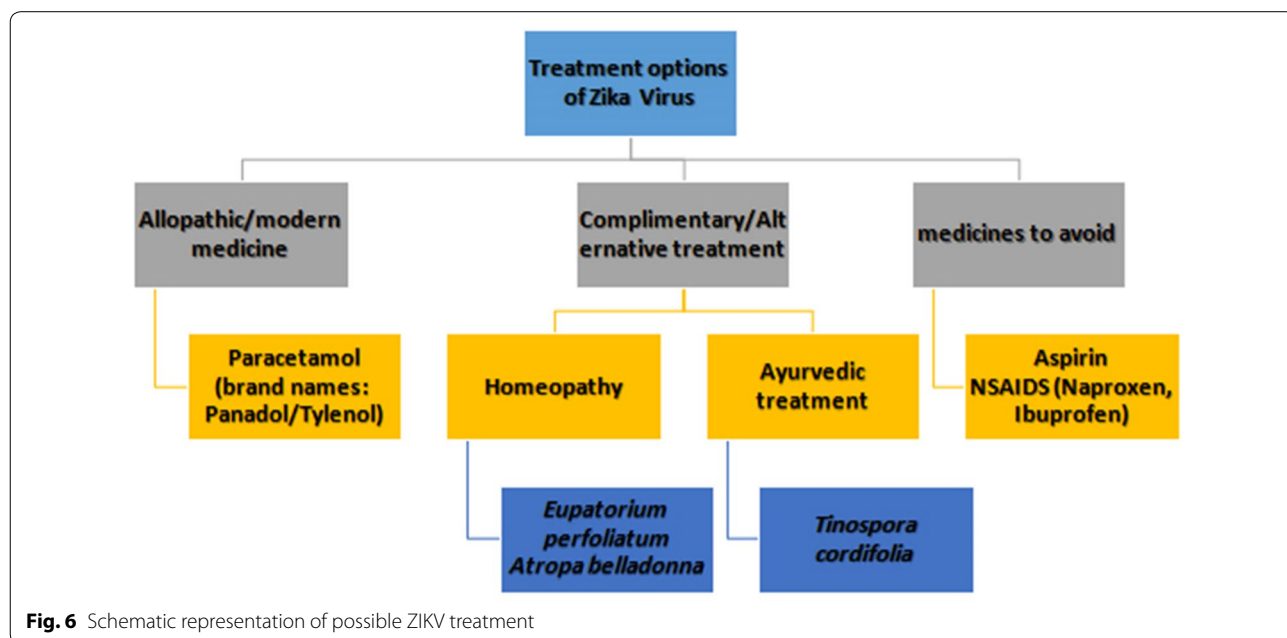 Treatment options
of Zika Virus
Allopathic/modern
medicine
Complimentary/Alt
ernative treatment
medicines to avoid
Paracetamol
(brand names:
Panadol/Tylenol)
Homeopathy
Ayurvedic
treatment
Aspirin
NSAIDS (Naproxen,
Ibuprofen)
Eupatorium
perfoliatum
Atropa belladonna
Tinospora
cordifolia
Fig. 6 Schematic representation of possible ZIKV treatment